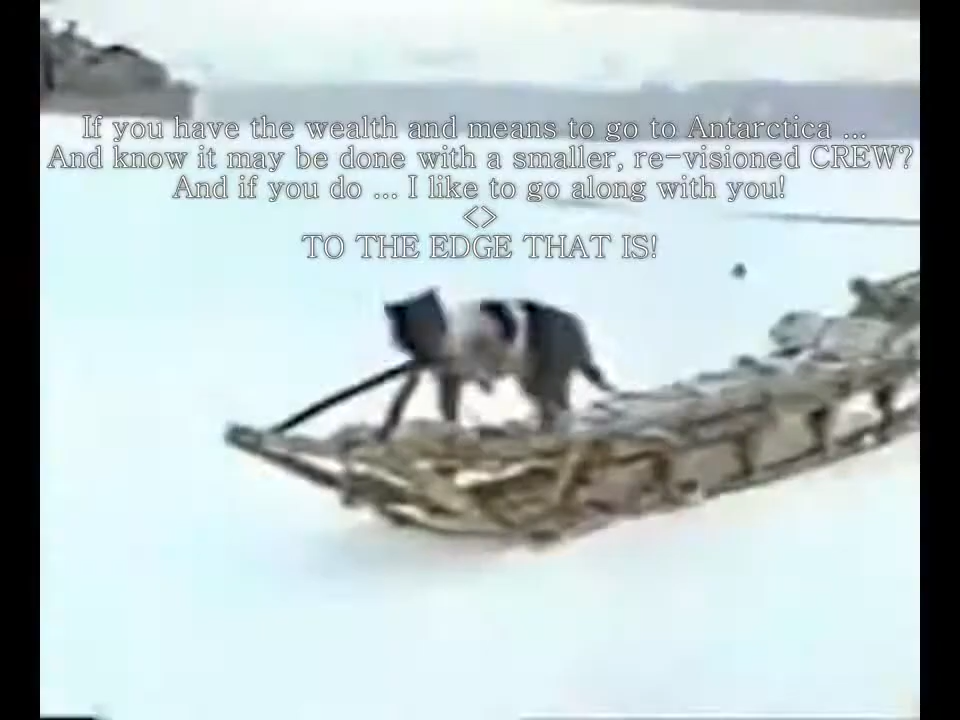 If you have the wealth and means to go to Antarctica ...
And know it may be done with a smaller, re-visioned CREW?
And if you do ... I like to go along with you!
<>
TO THE EDGE THAT IS!